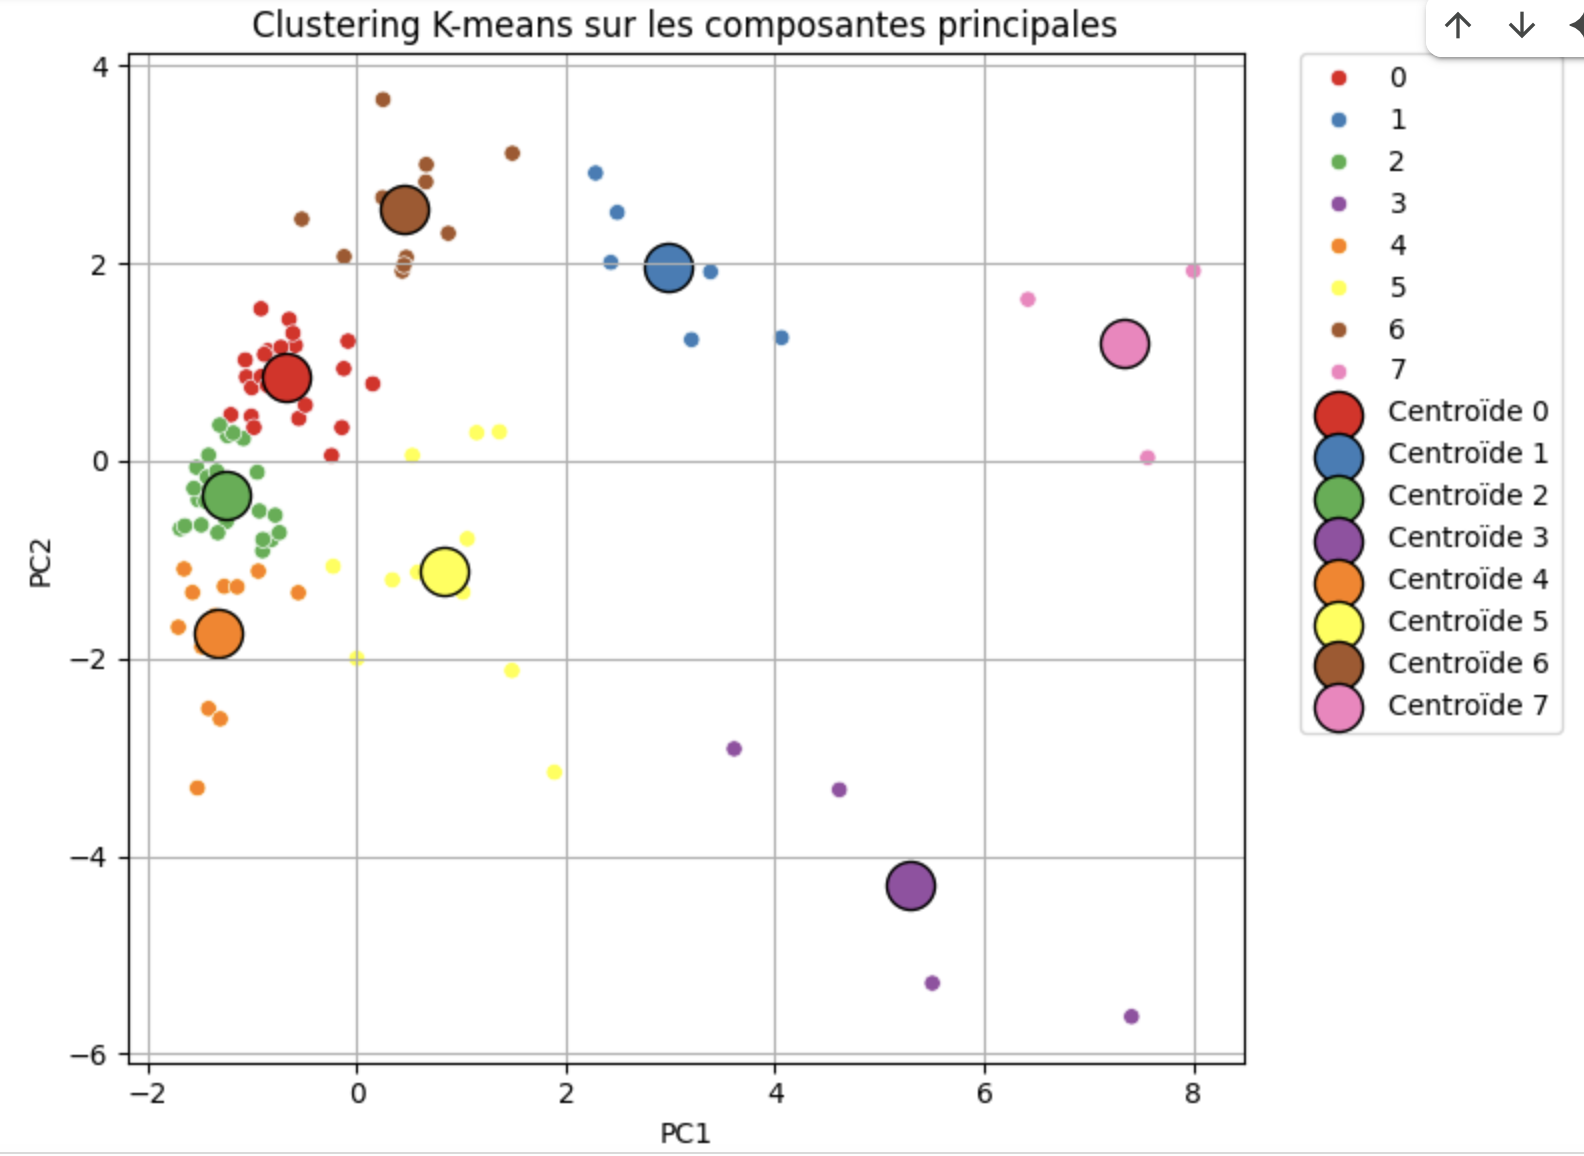 Clustering K-means sur les composantes principales
4
2
0
−2
−4
−6
PC2
−2 0 2 4 6 8
PC1
0
1
2
3
4
5
6
7
Centroïde 0
Centroïde 1
Centroïde 2
Centroïde 3
Centroïde 4
Centroïde 5
Centroïde 6
Centroïde 7